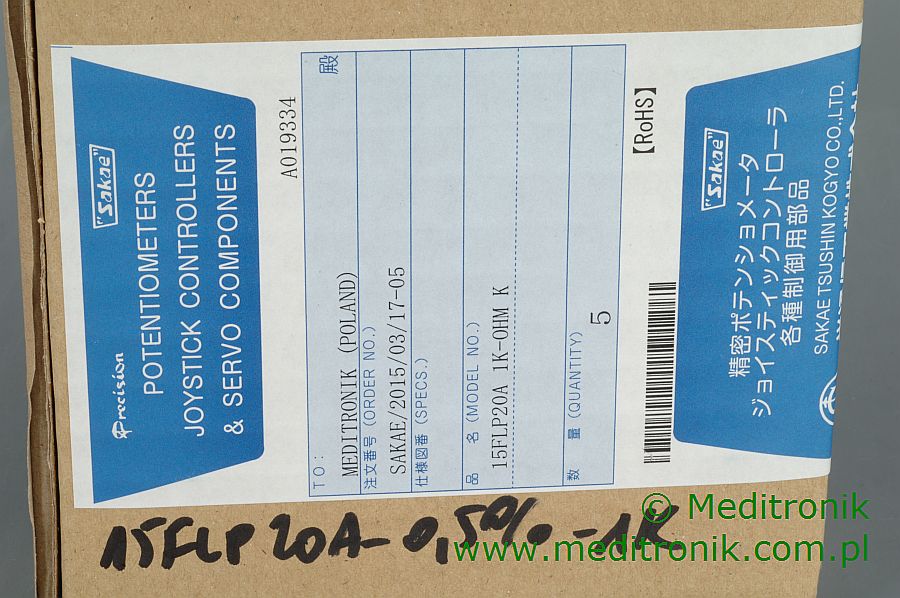 "Sakae"
Precision
POTENTIOMETERS
JOYSTICK CONTROLLERS
& SERVO COMPONENTS
A019334
TO:
殿
MEDITRONIK (POLAND)
注文番号 (ORDER NO.)
SAKAE/2015/03/17-05
仕様図番 (SPECS.)
品 名 (MODEL NO.)
15FLP20A 1K-OHM K
数 量 (QUANTITY)
5
【RoHS】
"Sakae"
精密ポテンショメータ
ジョイスティックコントローラ
各種制御用部品
SAKAE TSUSHIN KOGYO CO.,LTD.
15FLP20A-0,5%-1K
© Meditronik
www.meditronik.com.pl